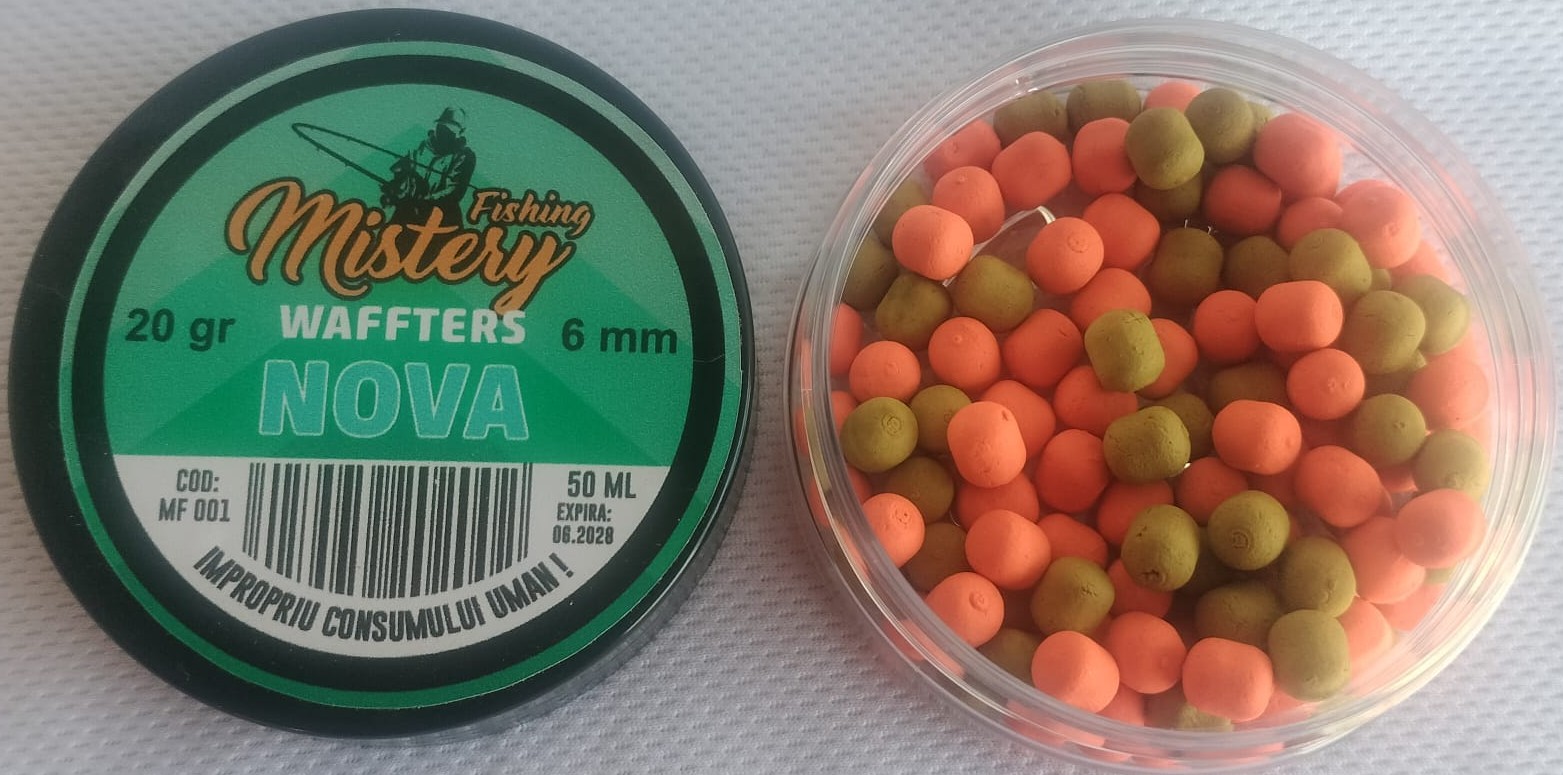 Fishing
Mistery
20 gr WAFFTERS 6 mm
NOVA
COD:
MF 001
50 ML
EXPIRA:
06.2028
IMPROPRIU CONSUMULUI UMAN !